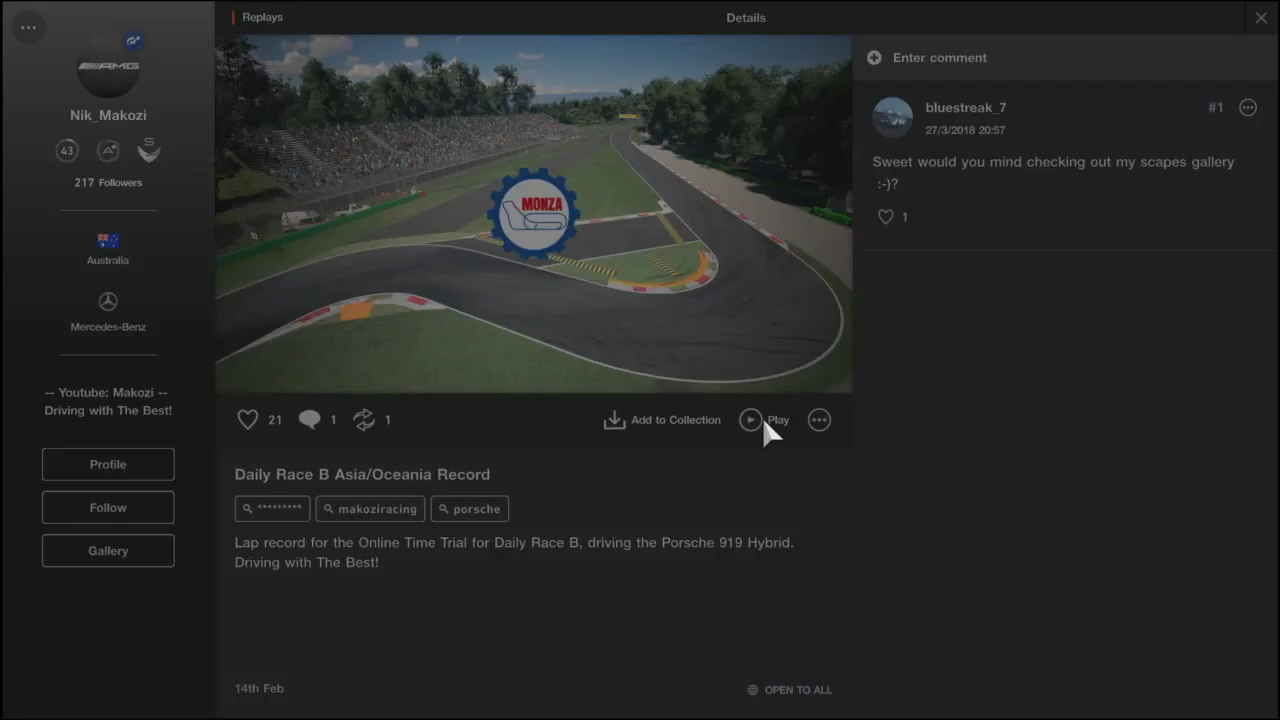 Replays
Details
AMG
Nik_Makozi
43
A+
S
217 Followers
Australia
Mercedes-Benz
-- Youtube: Makozi --
Driving with The Best!
Profile
Follow
Gallery
MONZA
21
1
1
Add to Collection
Play
Daily Race B Asia/Oceania Record
*********
makoziracing
porsche
Lap record for the Online Time Trial for Daily Race B, driving the Porsche 919 Hybrid.
Driving with The Best!
14th Feb
OPEN TO ALL
Enter comment
bluestreak_7
#1
27/3/2018 20:57
Sweet would you mind checking out my scapes gallery
:-)?
1